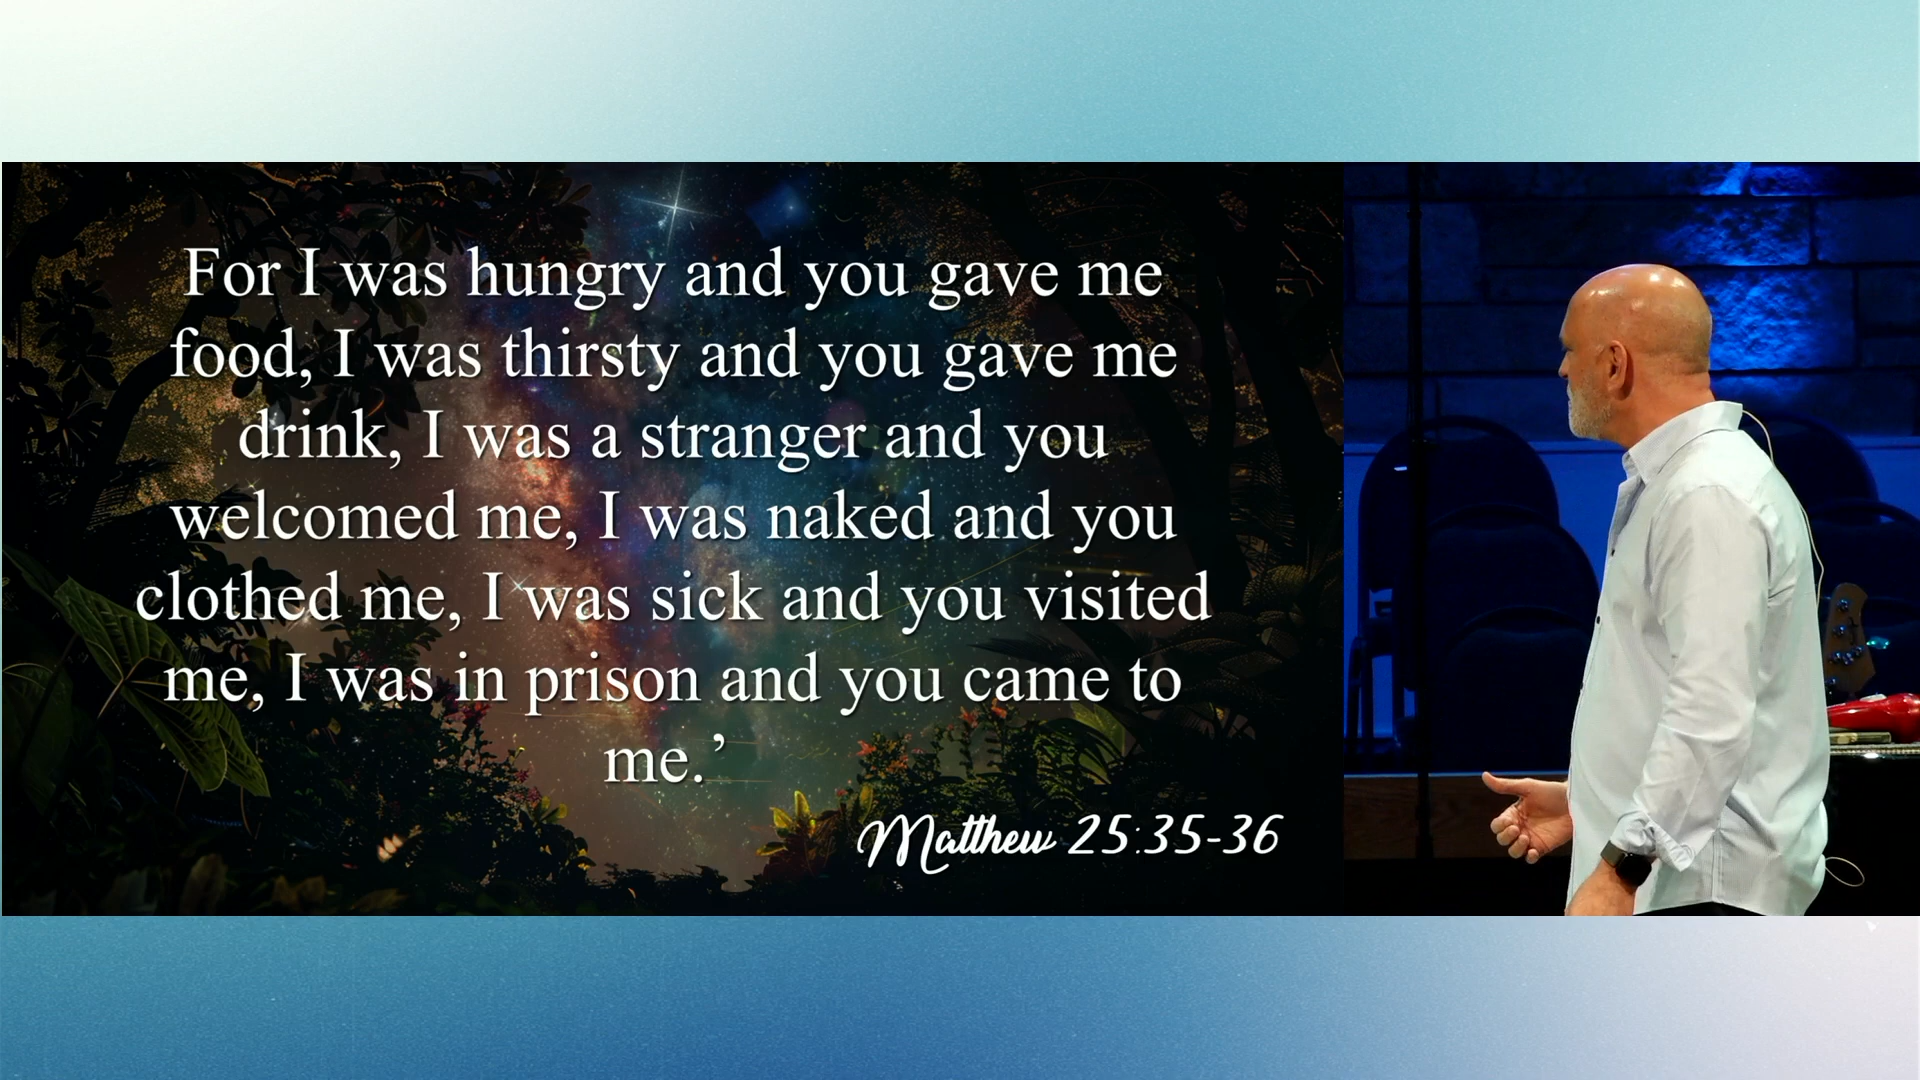 For I was hungry and you gave me
food, I was thirsty and you gave me
drink, I was a stranger and you
welcomed me, I was naked and you
clothed me, I was sick and you visited
me, I was in prison and you came to
me.’
Matthew 25:35-36